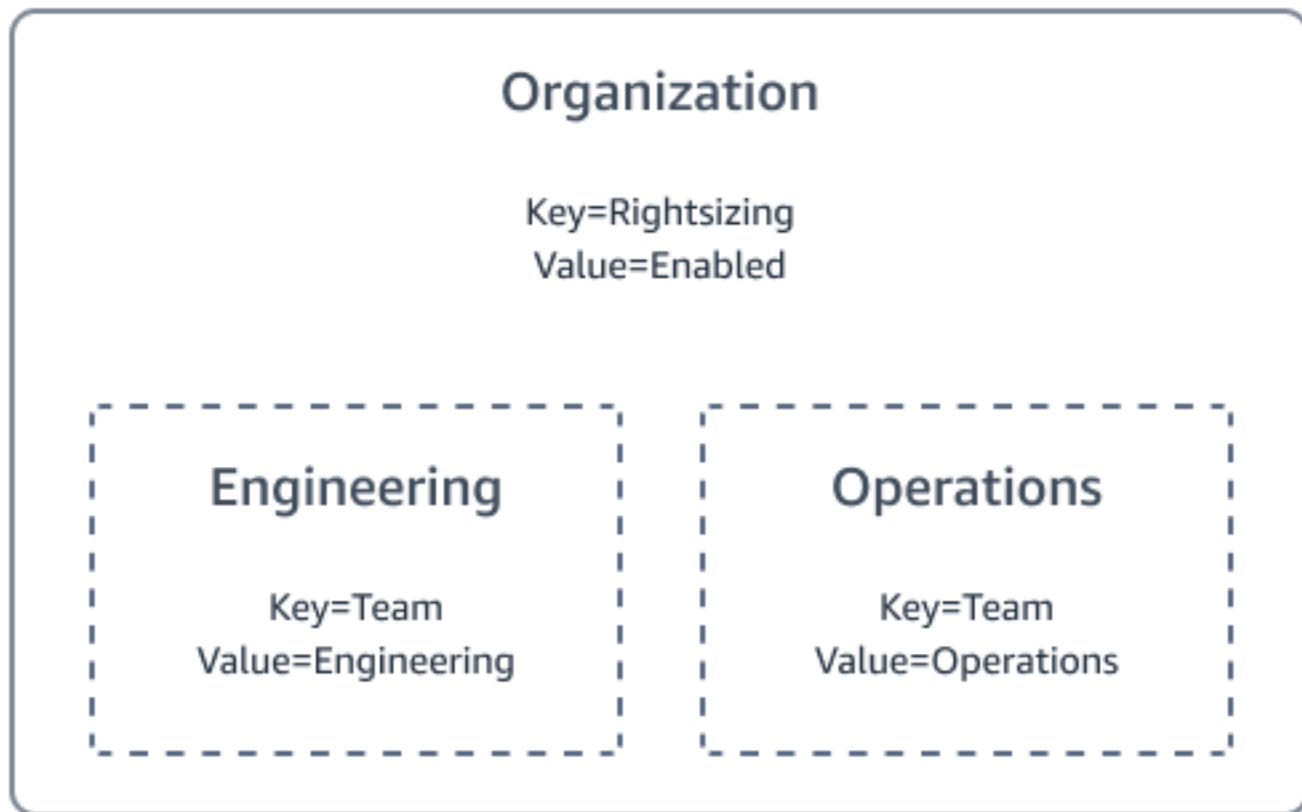 Organization
Key=Rightsizing
Value=Enabled
Engineering
Key=Team
Value=Engineering
Operations
Key=Team
Value=Operations